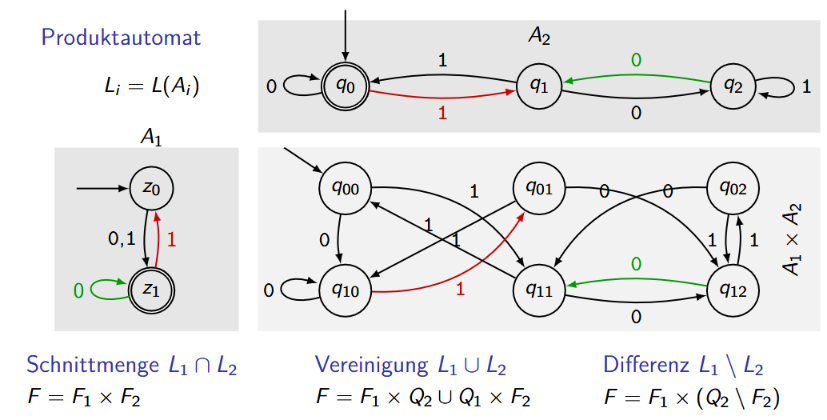 Produktautomat
Lᵢ = L(Aᵢ)
A₂
0 q₀ 1 1 q₁ 0 0 q₂ 1
A₁
z₀
0,1 1
0 z₁
q₀₀ 1 q₀₁ 0 0 q₀₂
0 1 1 1 1
0 q₁₀ 1 q₁₁ 0 0 q₁₂
A₁ × A₂
Schnittmenge L₁ ∩ L₂
F = F₁ × F₂
Vereinigung L₁ ∪ L₂
F = F₁ × Q₂ ∪ Q₁ × F₂
Differenz L₁ \ L₂
F = F₁ × (Q₂ \ F₂)